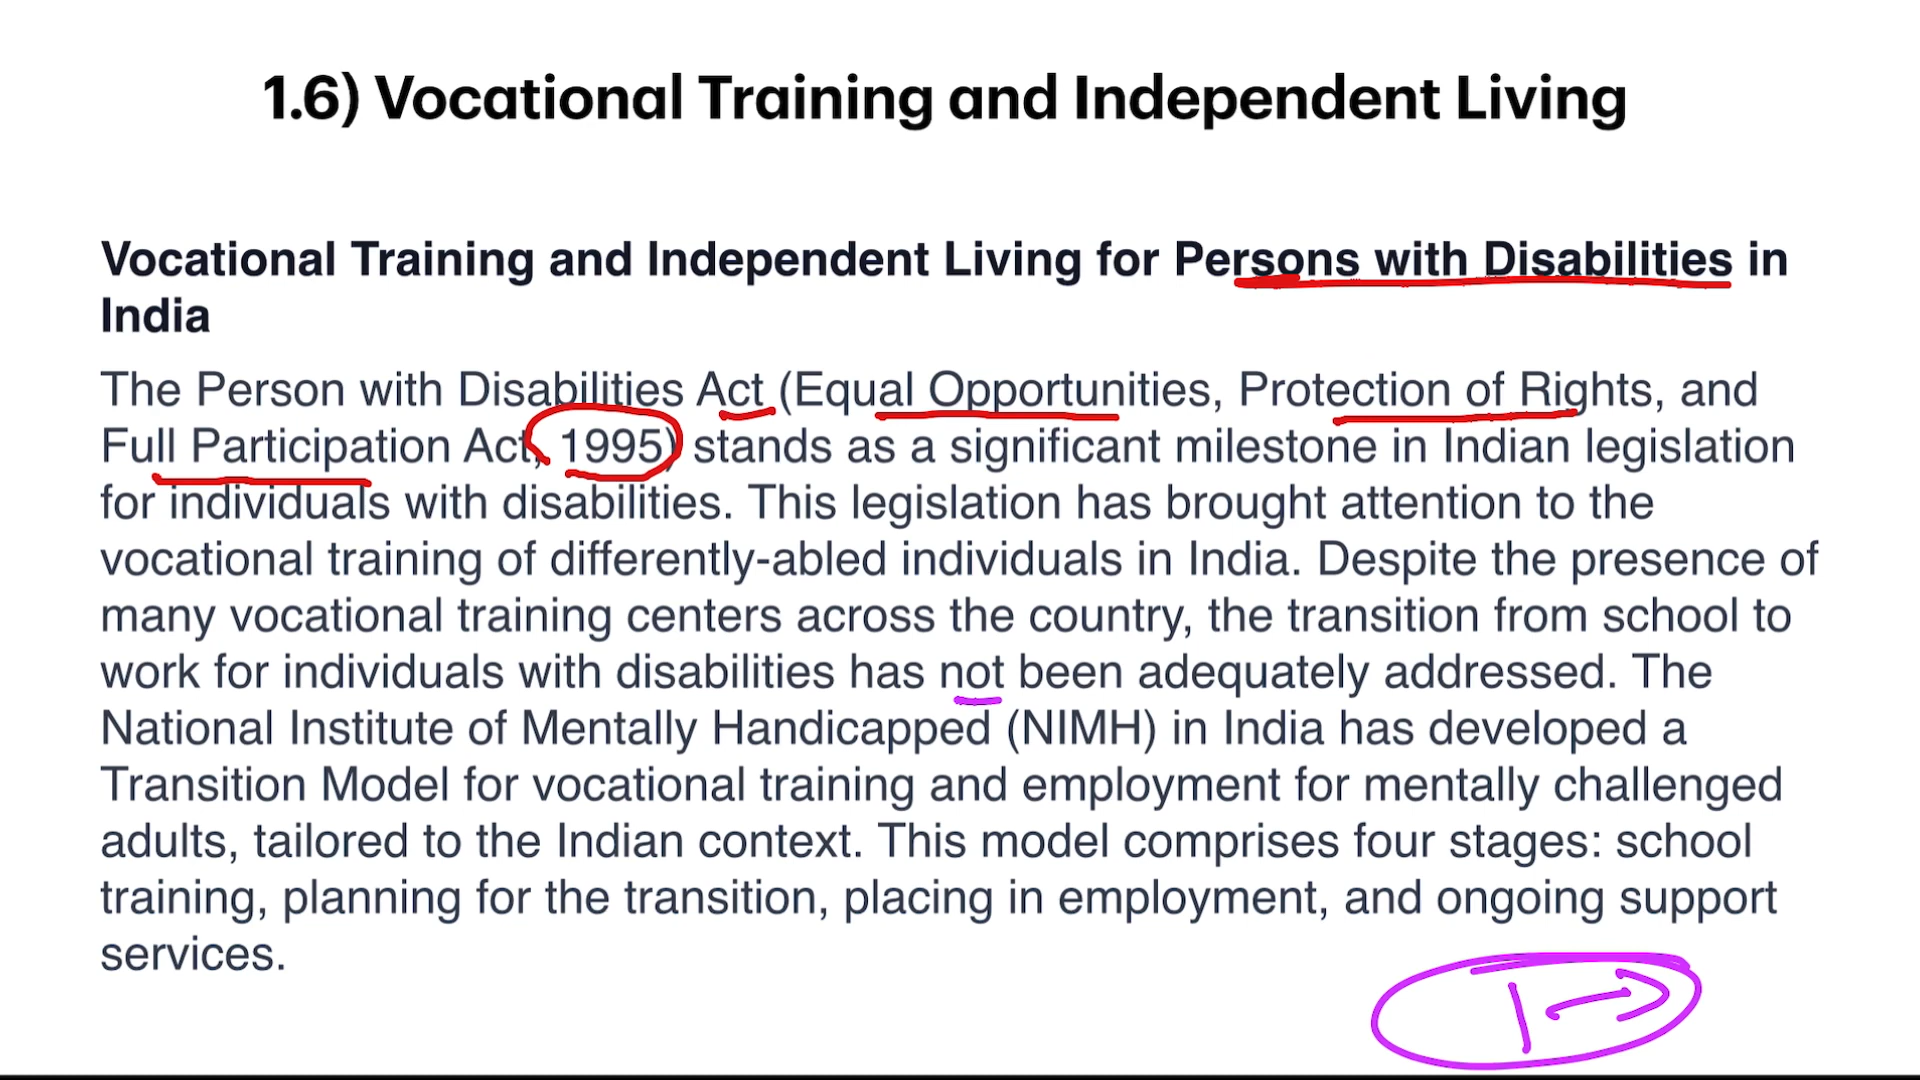 1.6) Vocational Training and Independent Living
Vocational Training and Independent Living for Persons with Disabilities in
India
The Person with Disabilities Act (Equal Opportunities, Protection of Rights, and
Full Participation Act, 1995) stands as a significant milestone in Indian legislation
for individuals with disabilities. This legislation has brought attention to the
vocational training of differently-abled individuals in India. Despite the presence of
many vocational training centers across the country, the transition from school to
work for individuals with disabilities has not been adequately addressed. The
National Institute of Mentally Handicapped (NIMH) in India has developed a
Transition Model for vocational training and employment for mentally challenged
adults, tailored to the Indian context. This model comprises four stages: school
training, planning for the transition, placing in employment, and ongoing support
services.